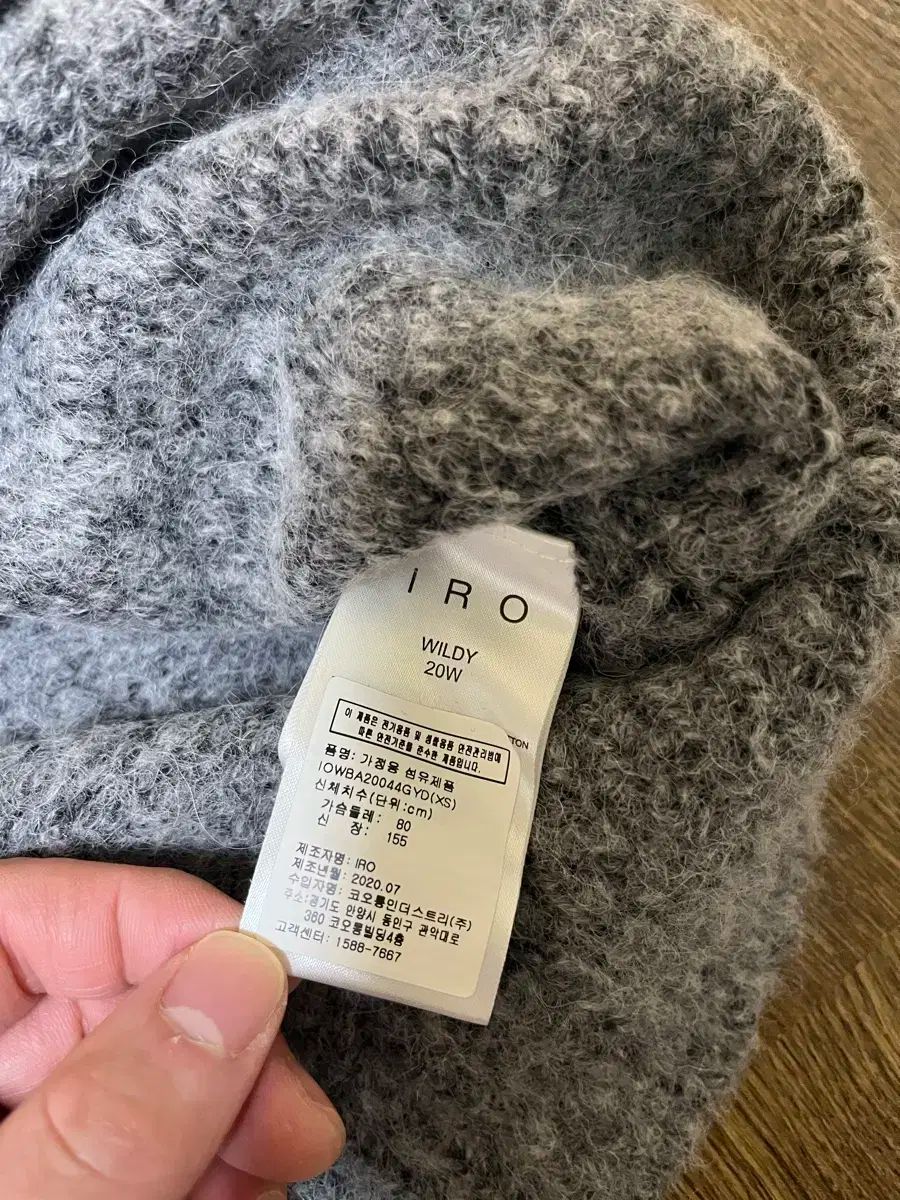 iRO
WILDY
20W
TON
이 제품은 전기용품 및 생활용품 안전관리법에
따른 안전기준을 준수한 제품입니다.
품명: 가정용 섬유제품
IOWBA20044GYD(XS)
신체치수(단위:cm)
가슴둘레: 80
신 장: 155
제조자명: IRO
제조년월: 2020.07
수입자명: 코오롱인더스트리(주)
주소:경기도 안양시 동인구 관악대로
360 코오롱빌딩4층
고객센터: 1588-7667